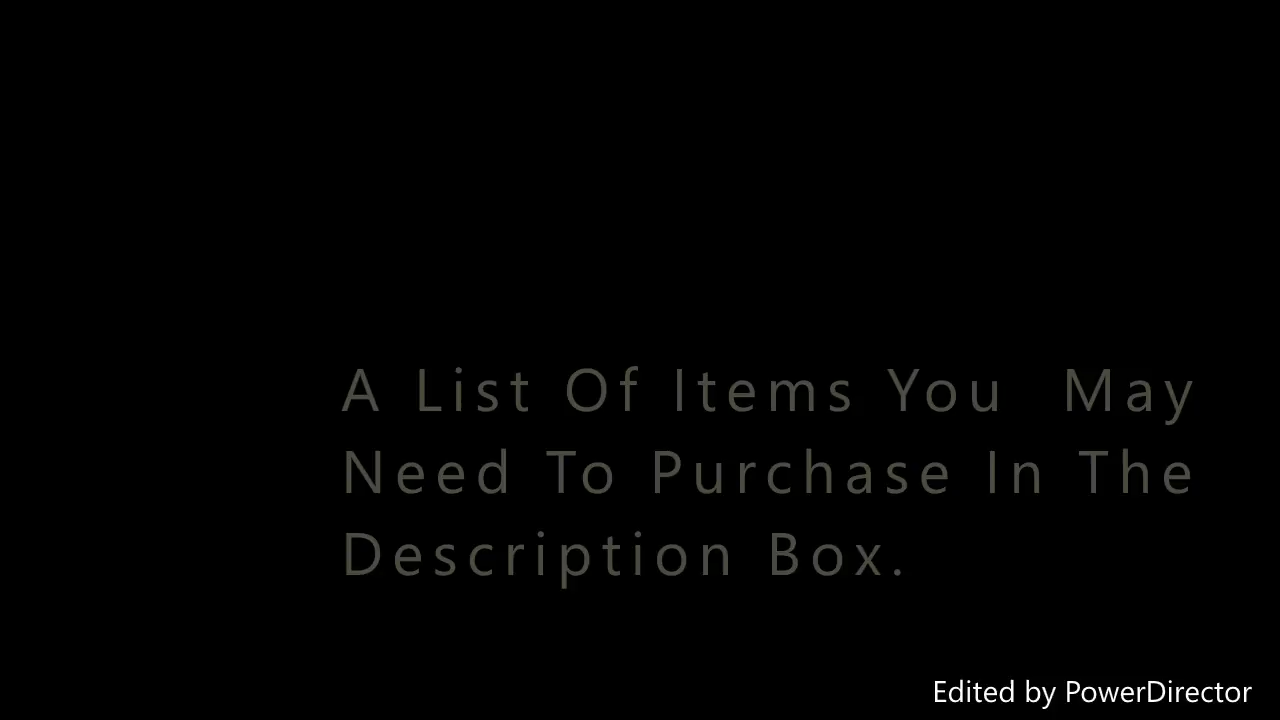 A List Of Items You  May
Need To Purchase In The
Description Box.
Edited by PowerDirector